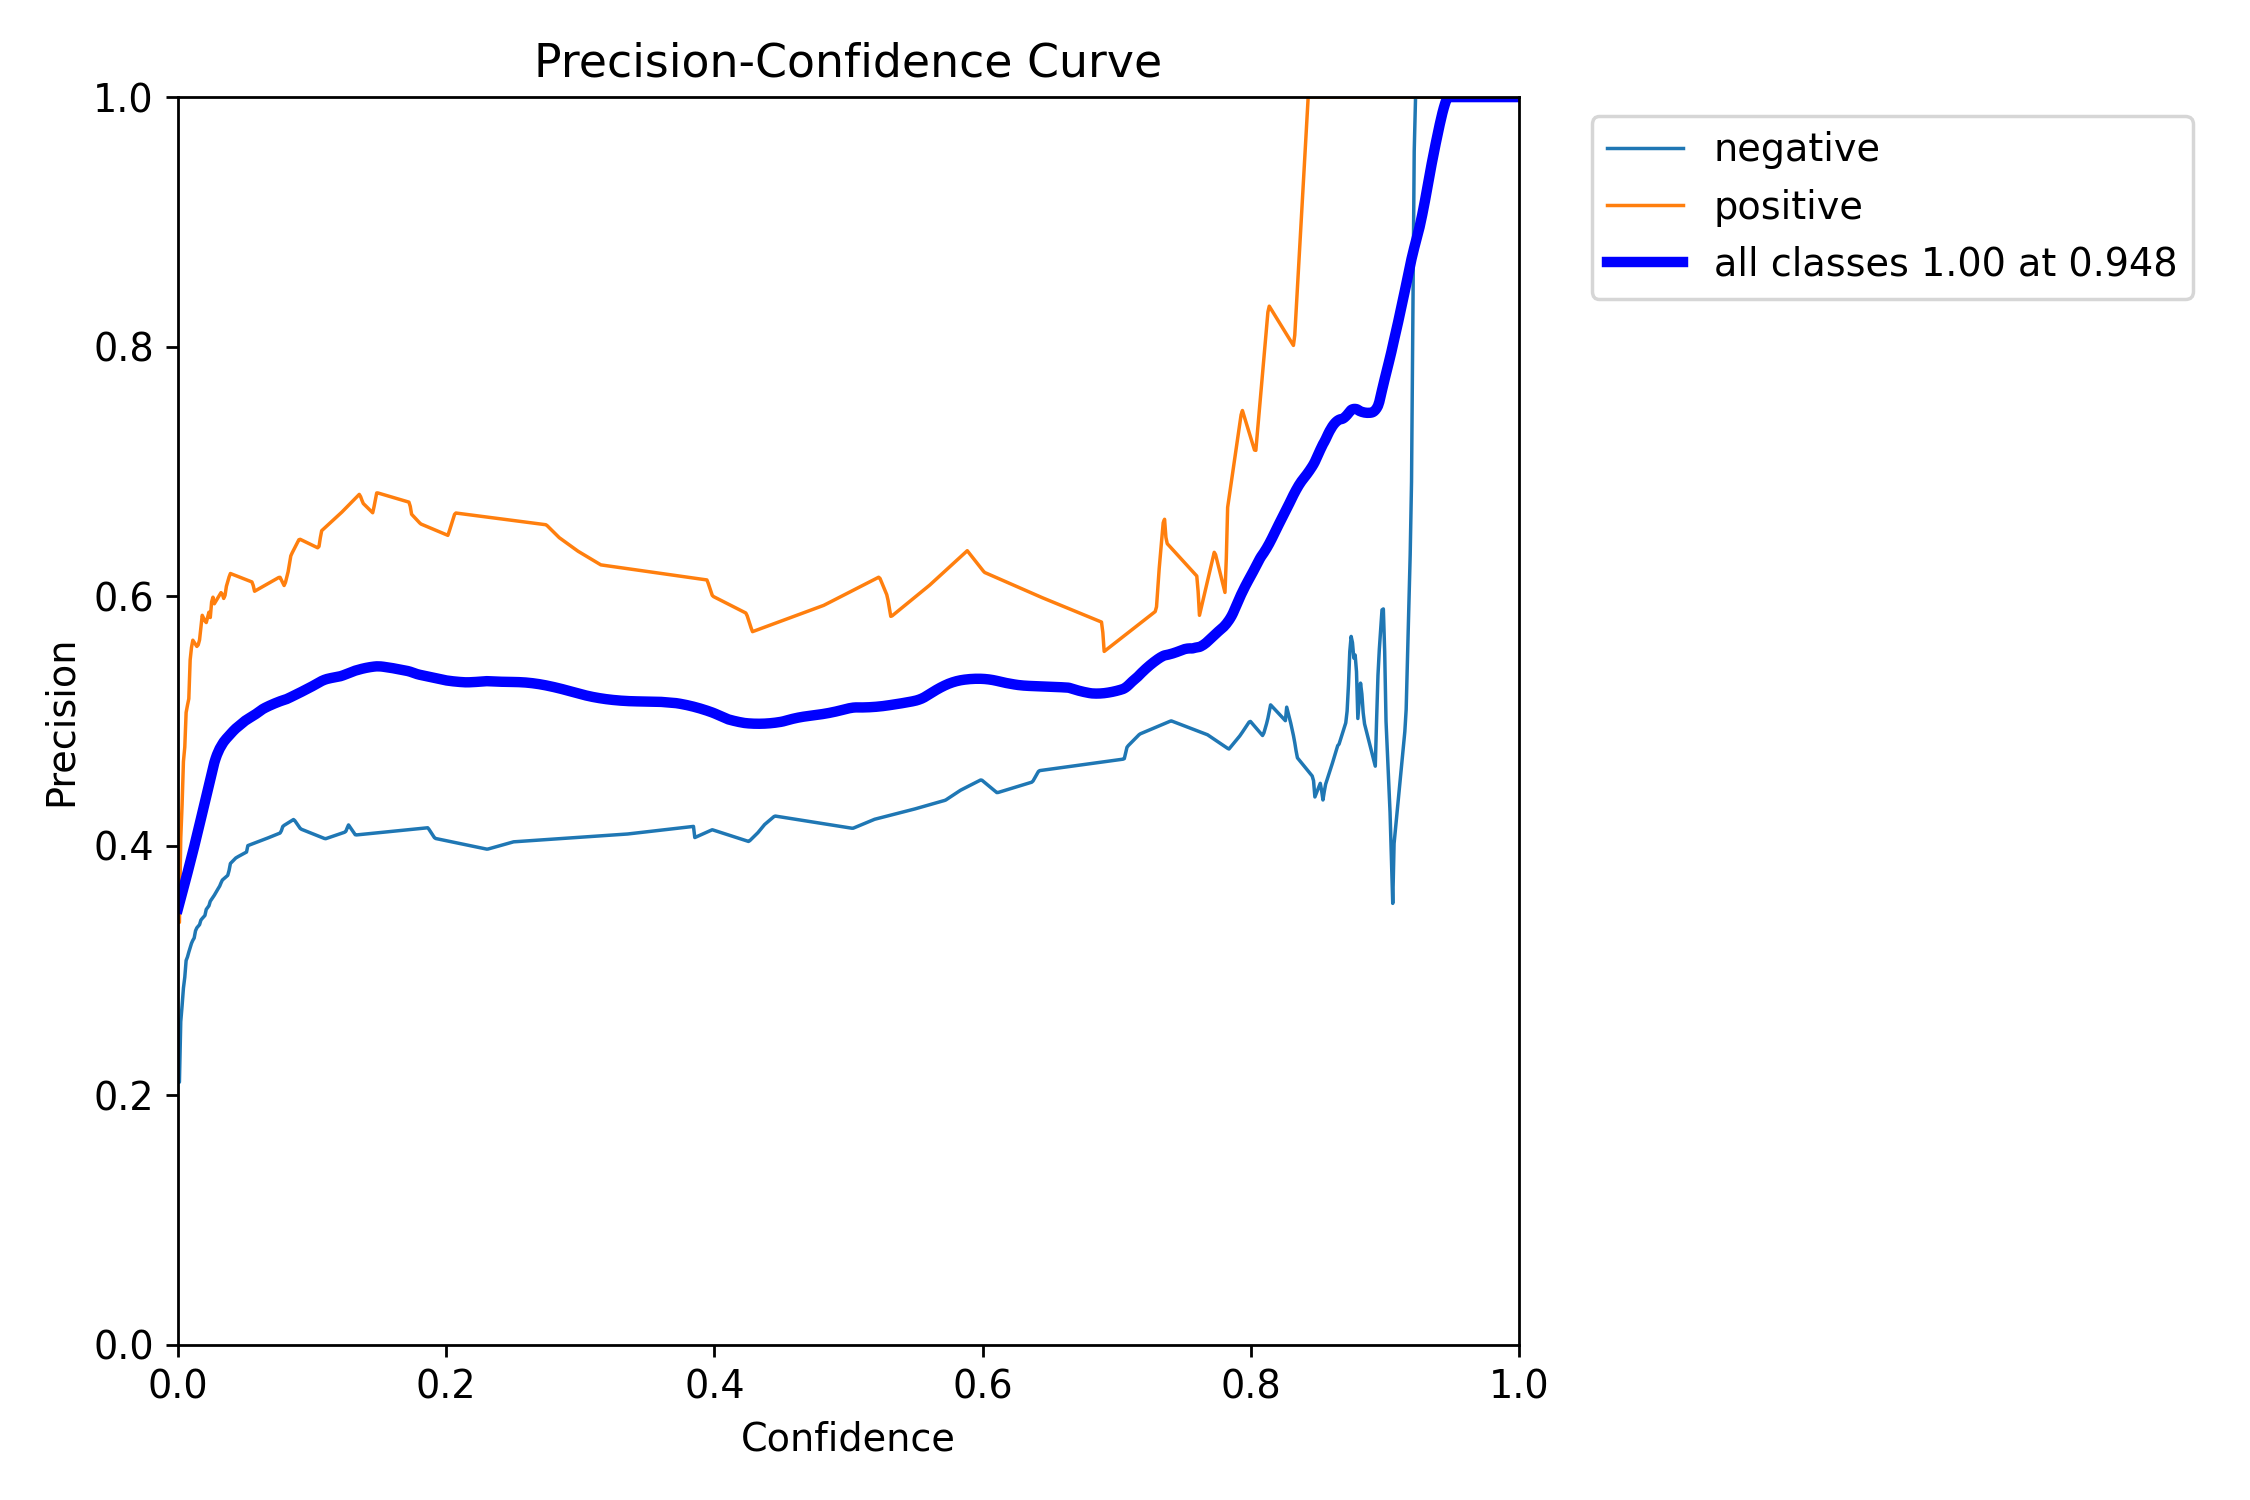 Precision-Confidence Curve
1.0
0.8
0.6
0.4
0.2
0.0
Precision
0.0 0.2 0.4 0.6 0.8 1.0
Confidence
negative
positive
all classes 1.00 at 0.948